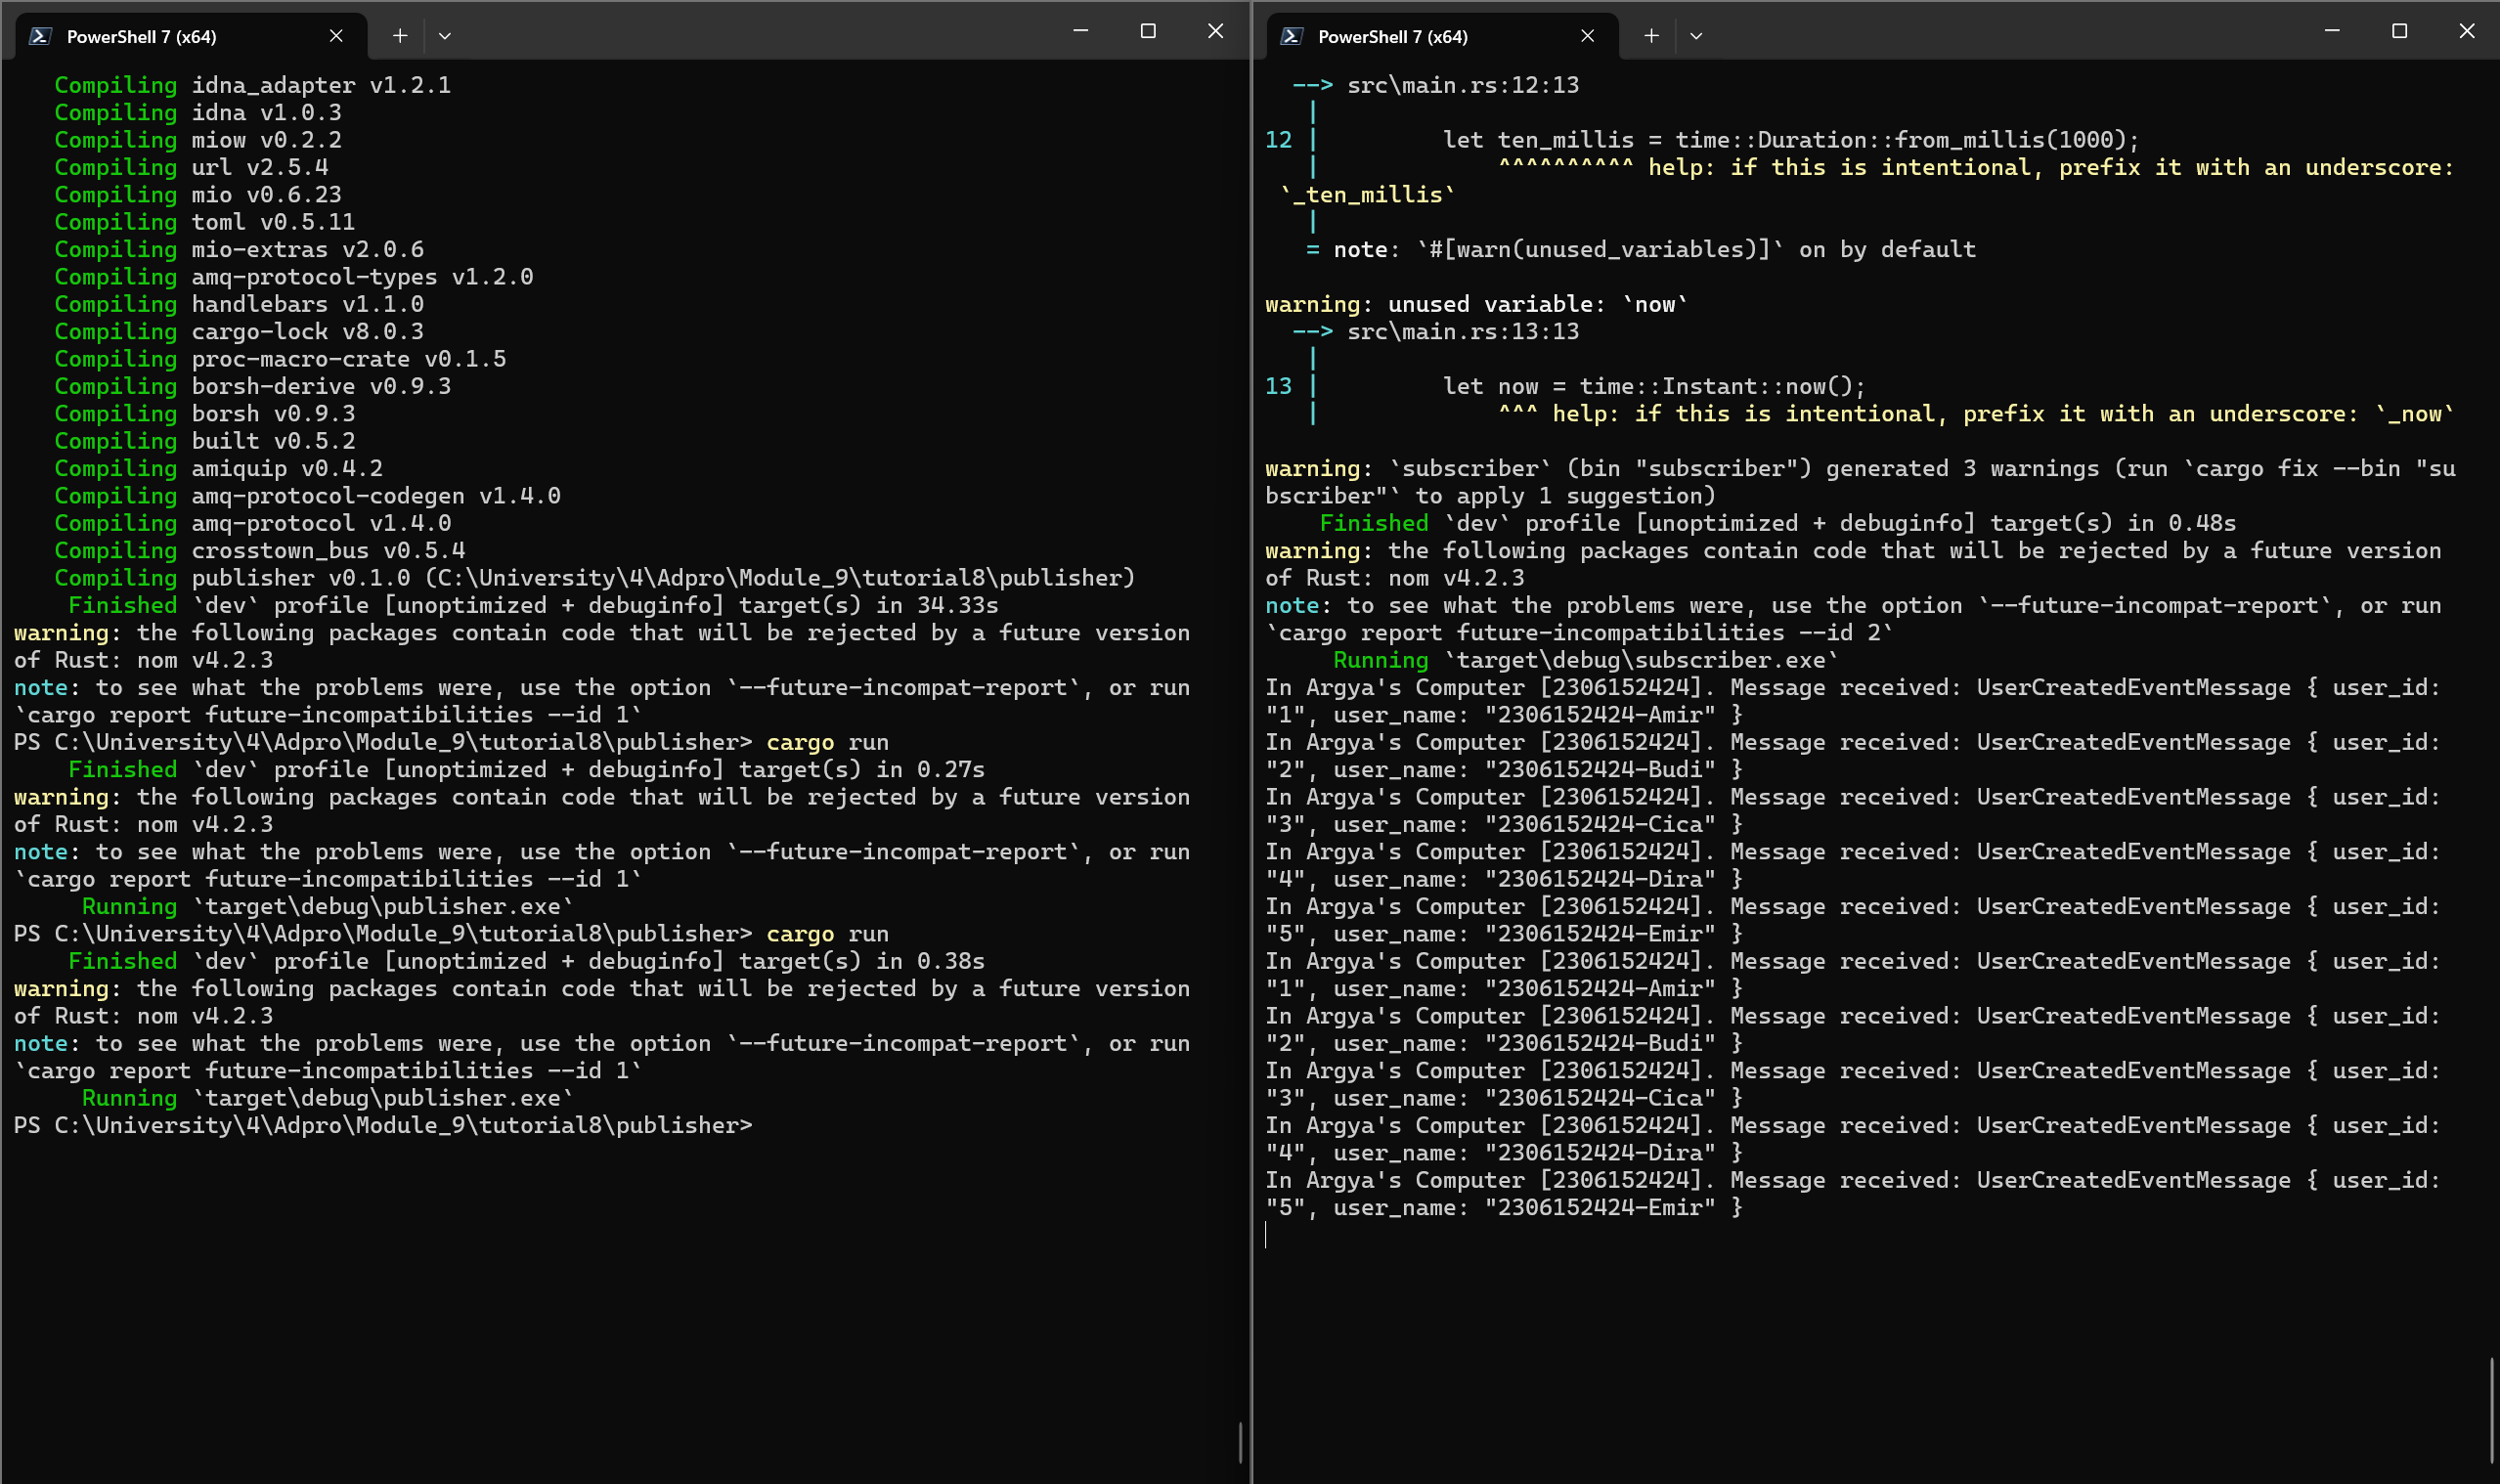 PowerShell 7 (x64)
Compiling idna_adapter v1.2.1
Compiling idna v1.0.3
Compiling miow v0.2.2
Compiling url v2.5.4
Compiling mio v0.6.23
Compiling toml v0.5.11
Compiling mio-extras v2.0.6
Compiling amq-protocol-types v1.2.0
Compiling handlebars v1.1.0
Compiling cargo-lock v8.0.3
Compiling proc-macro-crate v0.1.5
Compiling borsh-derive v0.9.3
Compiling borsh v0.9.3
Compiling built v0.5.2
Compiling amiquip v0.4.2
Compiling amq-protocol-codegen v1.4.0
Compiling amq-protocol v1.4.0
Compiling crosstown_bus v0.5.4
Compiling publisher v0.1.0 (C:\University\4\Adpro\Module_9\tutorial8\publisher)
Finished `dev` profile [unoptimized + debuginfo] target(s) in 34.33s
warning: the following packages contain code that will be rejected by a future version
of Rust: nom v4.2.3
note: to see what the problems were, use the option `--future-incompat-report`, or run
`cargo report future-incompatibilities --id 1`
PS C:\University\4\Adpro\Module_9\tutorial8\publisher> cargo run
Finished `dev` profile [unoptimized + debuginfo] target(s) in 0.27s
warning: the following packages contain code that will be rejected by a future version
of Rust: nom v4.2.3
note: to see what the problems were, use the option `--future-incompat-report`, or run
`cargo report future-incompatibilities --id 1`
Running `target\debug\publisher.exe`
PS C:\University\4\Adpro\Module_9\tutorial8\publisher> cargo run
Finished `dev` profile [unoptimized + debuginfo] target(s) in 0.38s
warning: the following packages contain code that will be rejected by a future version
of Rust: nom v4.2.3
note: to see what the problems were, use the option `--future-incompat-report`, or run
`cargo report future-incompatibilities --id 1`
Running `target\debug\publisher.exe`
PS C:\University\4\Adpro\Module_9\tutorial8\publisher>
PowerShell 7 (x64)
--> src\main.rs:12:13
|
12 |         let ten_millis = time::Duration::from_millis(1000);
|             ^^^^^^^^^^ help: if this is intentional, prefix it with an underscore:
`_ten_millis`
|
= note: `#[warn(unused_variables)]` on by default
warning: unused variable: `now`
--> src\main.rs:13:13
|
13 |         let now = time::Instant::now();
|             ^^^ help: if this is intentional, prefix it with an underscore: `_now`
warning: `subscriber` (bin "subscriber") generated 3 warnings (run `cargo fix --bin "su
bscriber"` to apply 1 suggestion)
Finished `dev` profile [unoptimized + debuginfo] target(s) in 0.48s
warning: the following packages contain code that will be rejected by a future version
of Rust: nom v4.2.3
note: to see what the problems were, use the option `--future-incompat-report`, or run
`cargo report future-incompatibilities --id 2`
Running `target\debug\subscriber.exe`
In Argya's Computer [2306152424]. Message received: UserCreatedEventMessage { user_id:
"1", user_name: "2306152424-Amir" }
In Argya's Computer [2306152424]. Message received: UserCreatedEventMessage { user_id:
"2", user_name: "2306152424-Budi" }
In Argya's Computer [2306152424]. Message received: UserCreatedEventMessage { user_id:
"3", user_name: "2306152424-Cica" }
In Argya's Computer [2306152424]. Message received: UserCreatedEventMessage { user_id:
"4", user_name: "2306152424-Dira" }
In Argya's Computer [2306152424]. Message received: UserCreatedEventMessage { user_id:
"5", user_name: "2306152424-Emir" }
In Argya's Computer [2306152424]. Message received: UserCreatedEventMessage { user_id:
"1", user_name: "2306152424-Amir" }
In Argya's Computer [2306152424]. Message received: UserCreatedEventMessage { user_id:
"2", user_name: "2306152424-Budi" }
In Argya's Computer [2306152424]. Message received: UserCreatedEventMessage { user_id:
"3", user_name: "2306152424-Cica" }
In Argya's Computer [2306152424]. Message received: UserCreatedEventMessage { user_id:
"4", user_name: "2306152424-Dira" }
In Argya's Computer [2306152424]. Message received: UserCreatedEventMessage { user_id:
"5", user_name: "2306152424-Emir" }